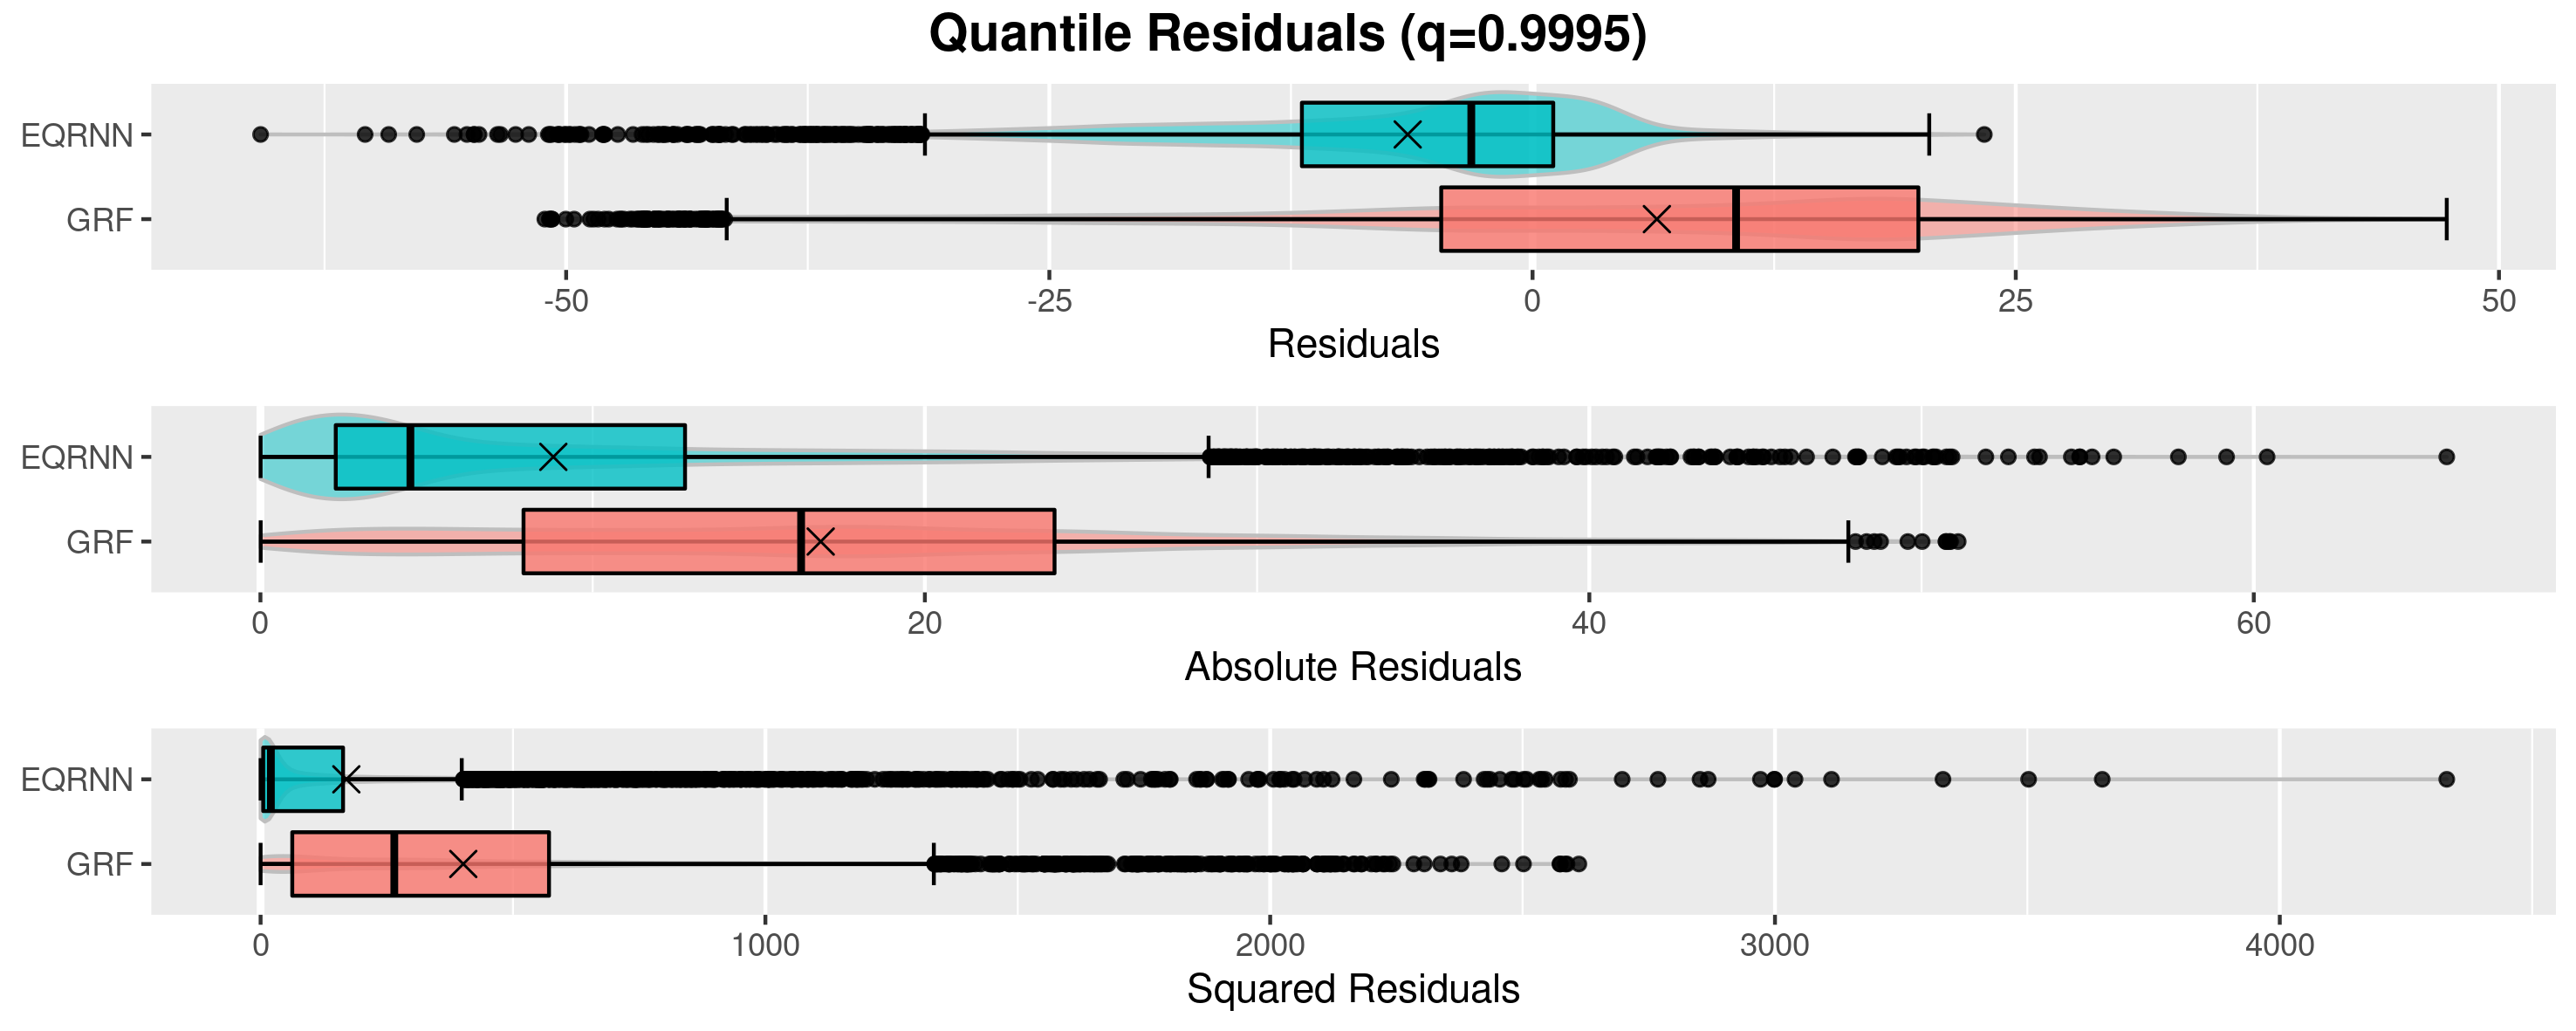 Quantile Residuals (q=0.9995)
EQRNN
GRF
-50 -25 0 25 50
Residuals
EQRNN
GRF
0 20 40 60
Absolute Residuals
EQRNN
GRF
0 1000 2000 3000 4000
Squared Residuals